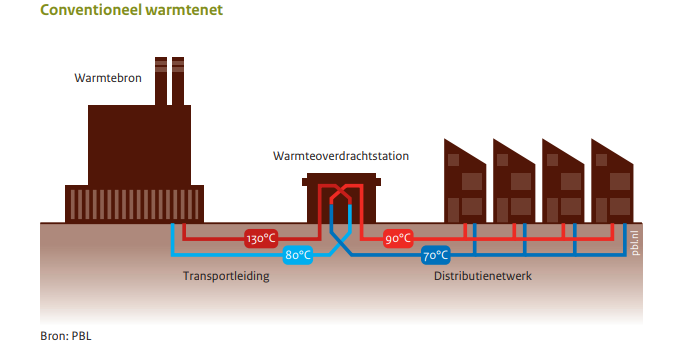 Conventioneel warmtenet
Warmtebron
Warmteoverdrachtstation
130°C
90°C
80°C
70°C
Transportleiding
Distributienetwerk
pbl.nl
Bron: PBL